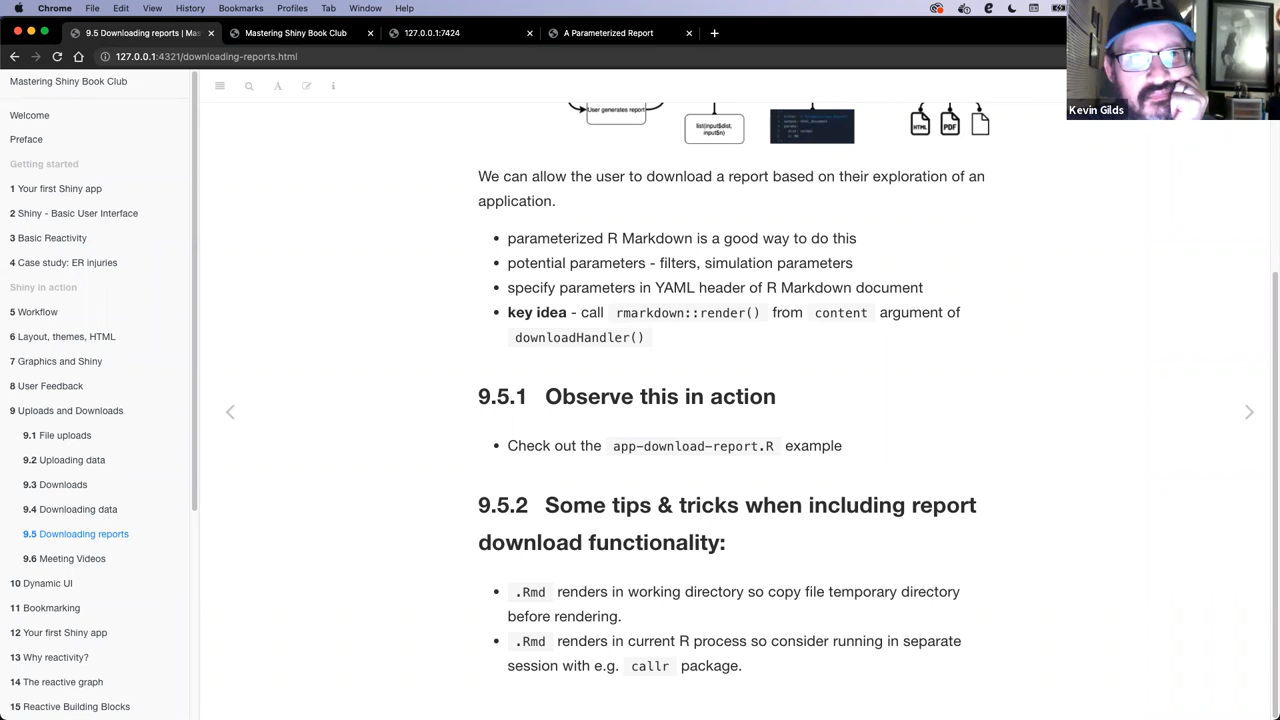 Chrome File Edit View History Bookmarks Profiles Tab Window Help
9.5 Downloading reports | Mas
Mastering Shiny Book Club
127.0.0.1:7424
A Parameterized Report
127.0.0.1:4321/downloading-reports.html
Kevin Gilds
Mastering Shiny Book Club
Welcome
Preface
Getting started
1 Your first Shiny app
2 Shiny - Basic User Interface
3 Basic Reactivity
4 Case study: ER injuries
Shiny in action
5 Workflow
6 Layout, themes, HTML
7 Graphics and Shiny
8 User Feedback
9 Uploads and Downloads
9.1 File uploads
9.2 Uploading data
9.3 Downloads
9.4 Downloading data
9.5 Downloading reports
9.6 Meeting Videos
10 Dynamic UI
11 Bookmarking
12 Your first Shiny app
13 Why reactivity?
14 The reactive graph
15 Reactive Building Blocks
User generates report
list(input$dist,
input$n)
HTML
PDF
We can allow the user to download a report based on their exploration of an
application.
• parameterized R Markdown is a good way to do this
• potential parameters - filters, simulation parameters
• specify parameters in YAML header of R Markdown document
• key idea - call rmarkdown::render() from content argument of
downloadHandler()
9.5.1 Observe this in action
• Check out the app-download-report.R example
9.5.2 Some tips & tricks when including report
download functionality:
• .Rmd renders in working directory so copy file temporary directory
before rendering.
• .Rmd renders in current R process so consider running in separate
session with e.g. callr package.